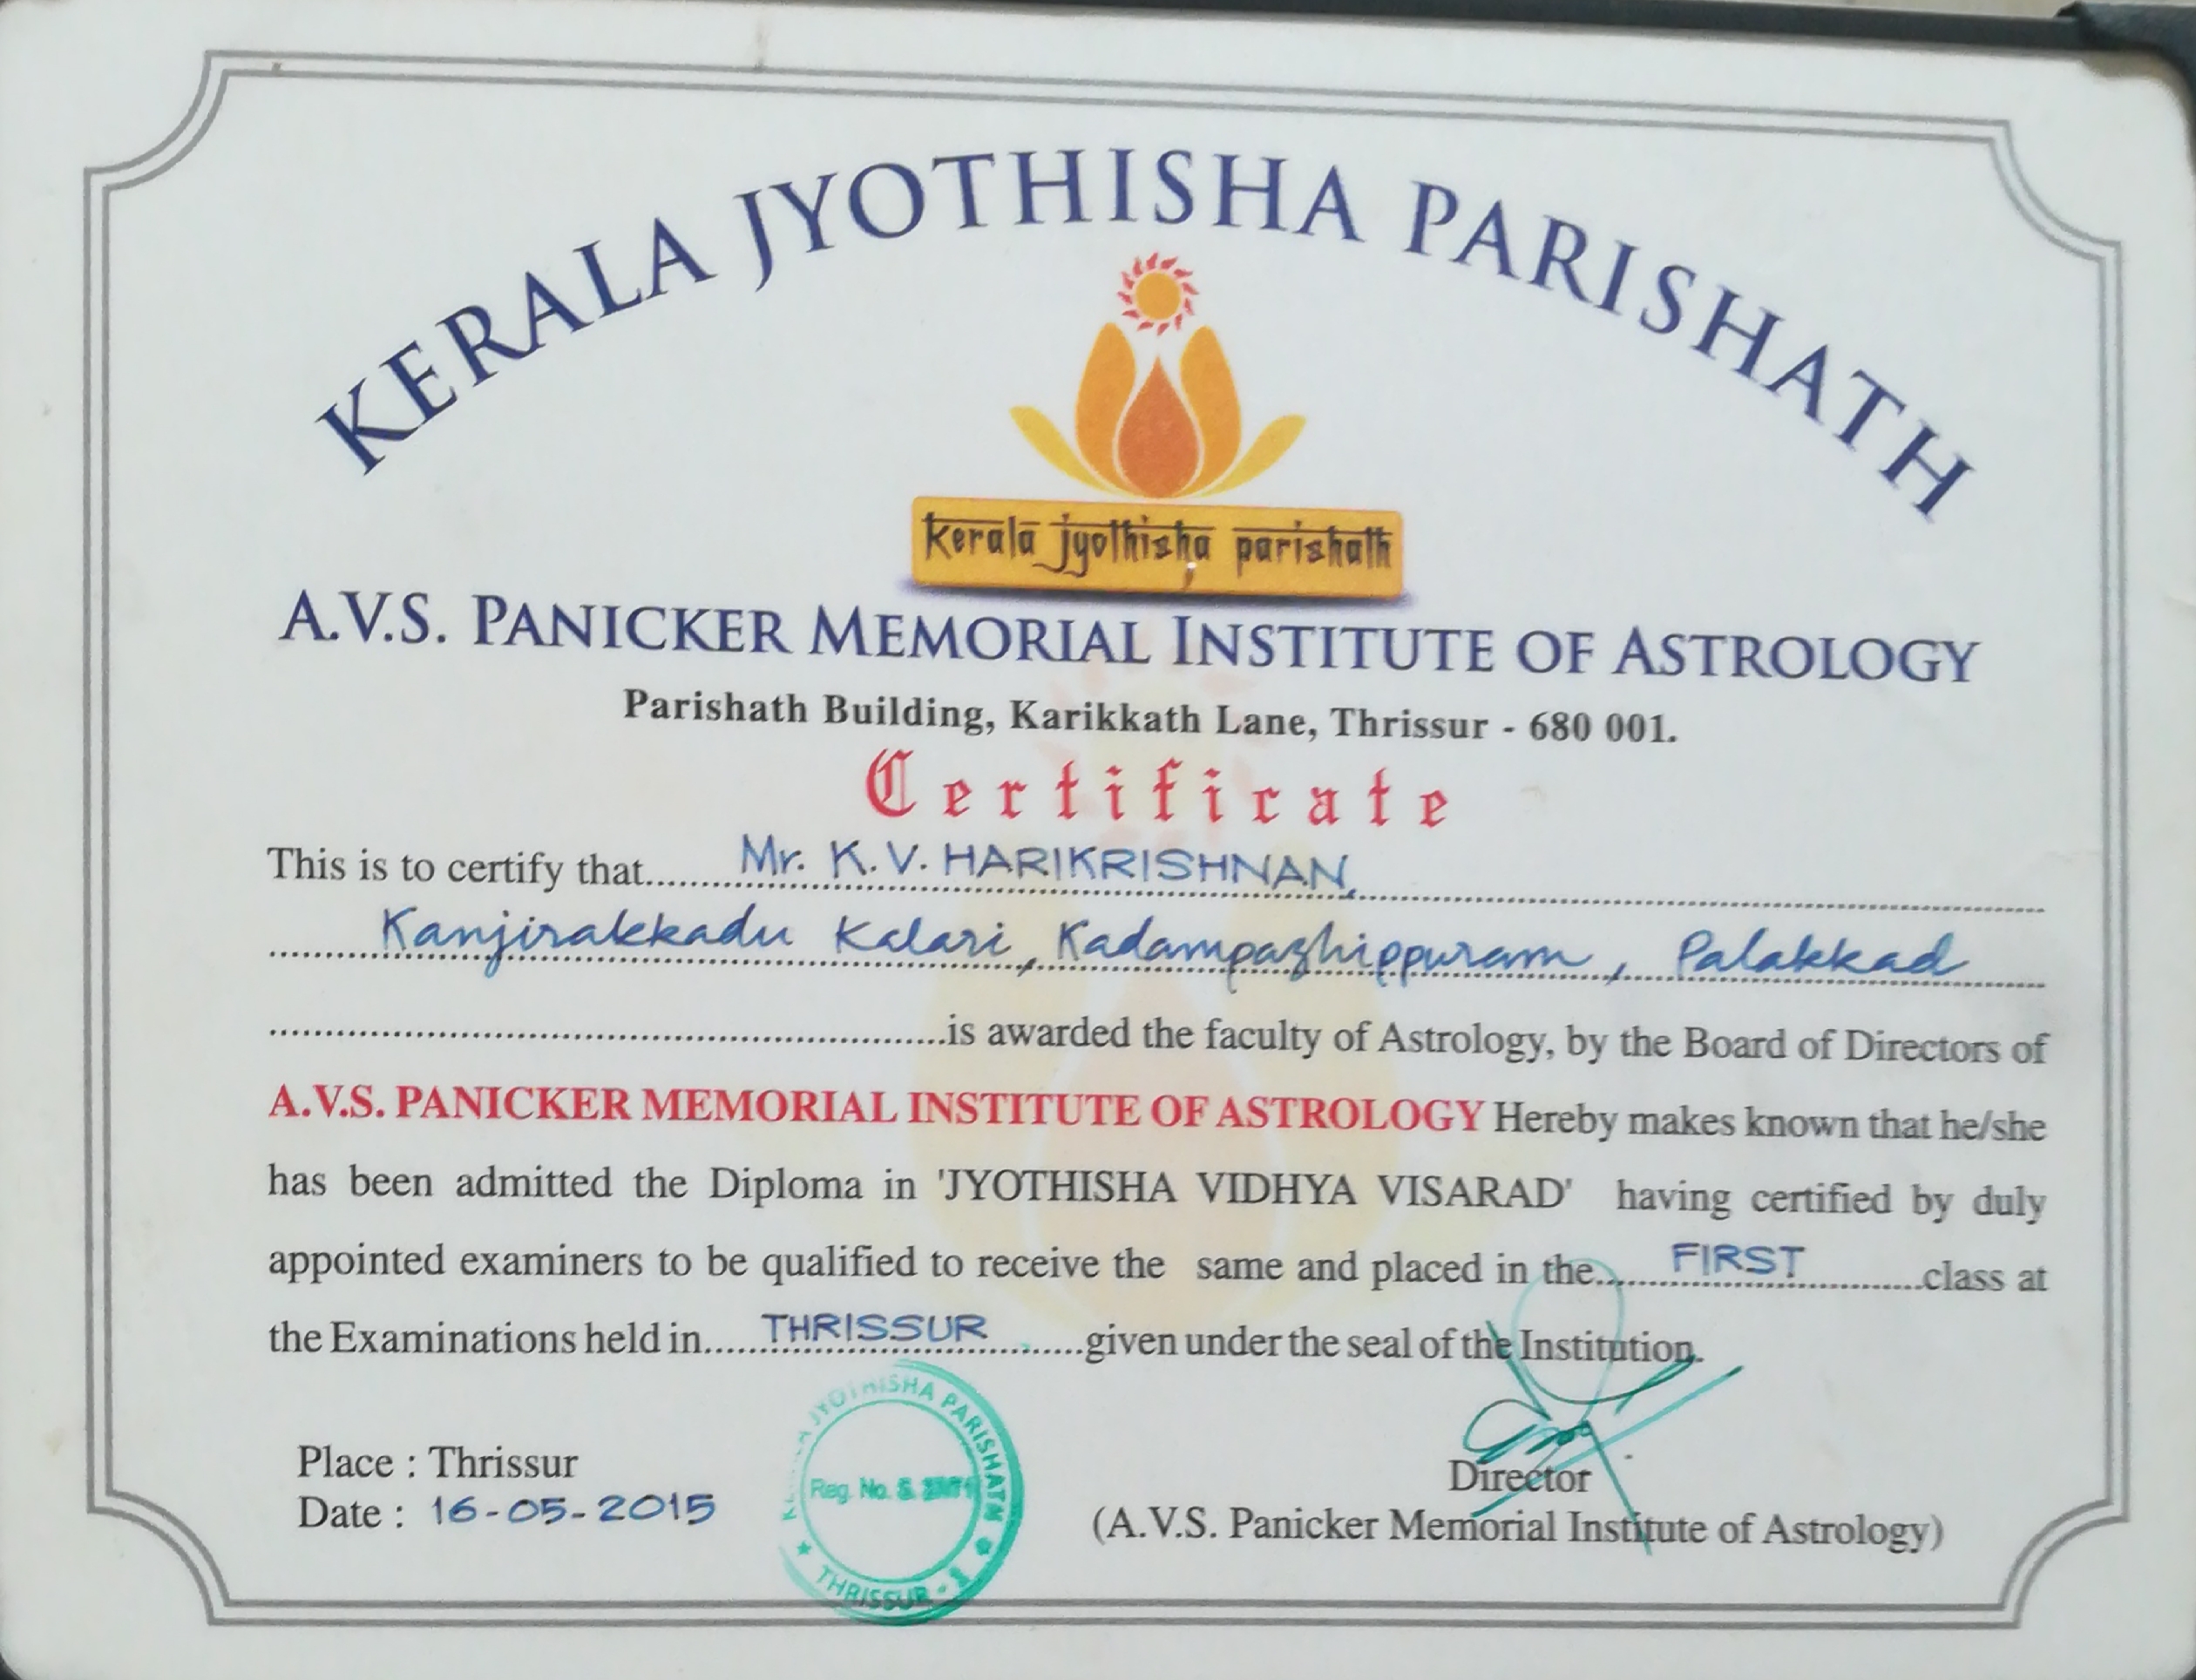 KERALA JYOTHISHA PARISHATH
kerala jyothisha parishath
A.V.S. PANICKER MEMORIAL INSTITUTE OF ASTROLOGY
Parishath Building, Karikkath Lane, Thrissur - 680 001.
Certificate
This is to certify that......Mr. K.V. HARIKRISHNAN,
Kanjirakkadu Kalari, Kadampazhippuram, Palakkad
is awarded the faculty of Astrology, by the Board of Directors of
A.V.S. PANICKER MEMORIAL INSTITUTE OF ASTROLOGY Hereby makes known that he/she
has been admitted the Diploma in 'JYOTHISHA VIDHYA VISARAD' having certified by duly
appointed examiners to be qualified to receive the same and placed in the......FIRST......class at
the Examinations held in......THRISSUR......given under the seal of the Institution.
JYOTHISHA PARISHATH
Reg. No. S.
THRISSUR - 1
Place : Thrissur
Date : 16-05-2015
Director
(A.V.S. Panicker Memorial Institute of Astrology)